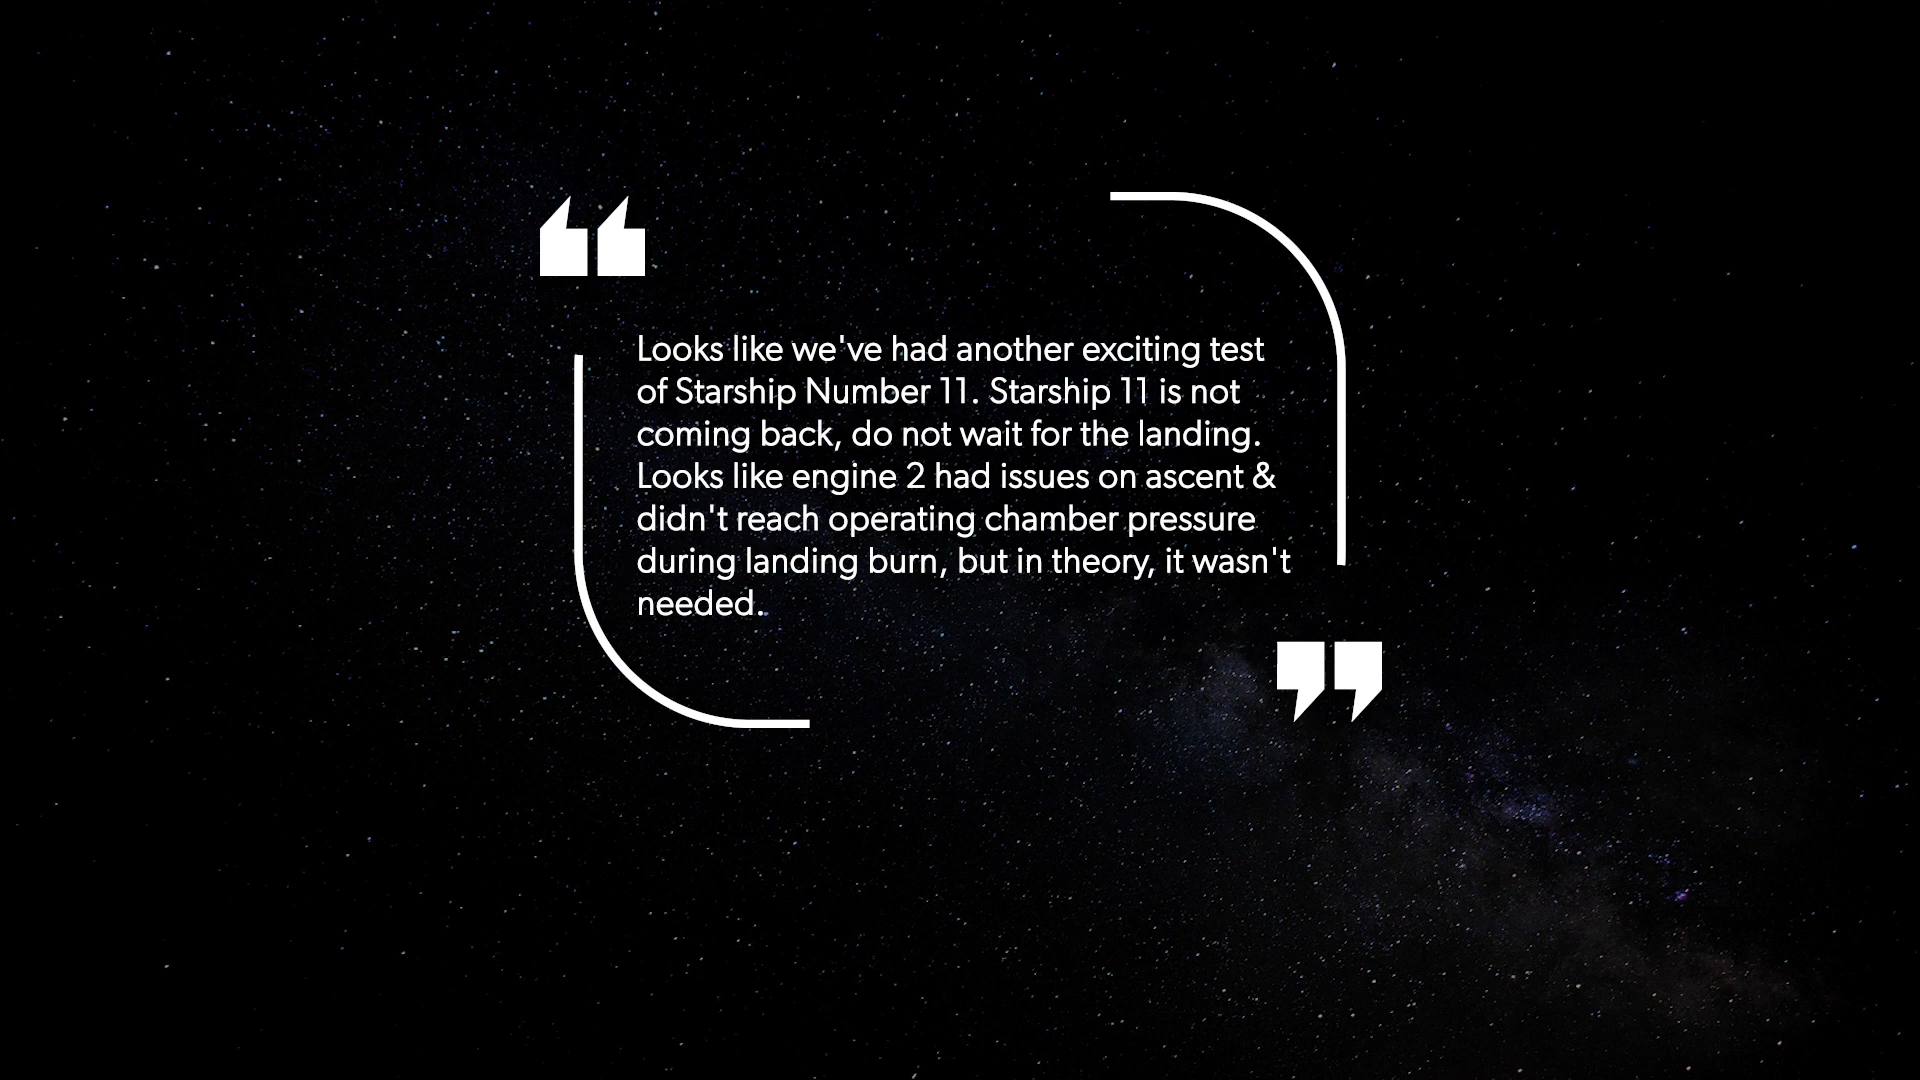 Looks like we've had another exciting test
of Starship Number 11. Starship 11 is not
coming back, do not wait for the landing.
Looks like engine 2 had issues on ascent &
didn't reach operating chamber pressure
during landing burn, but in theory, it wasn't
needed.